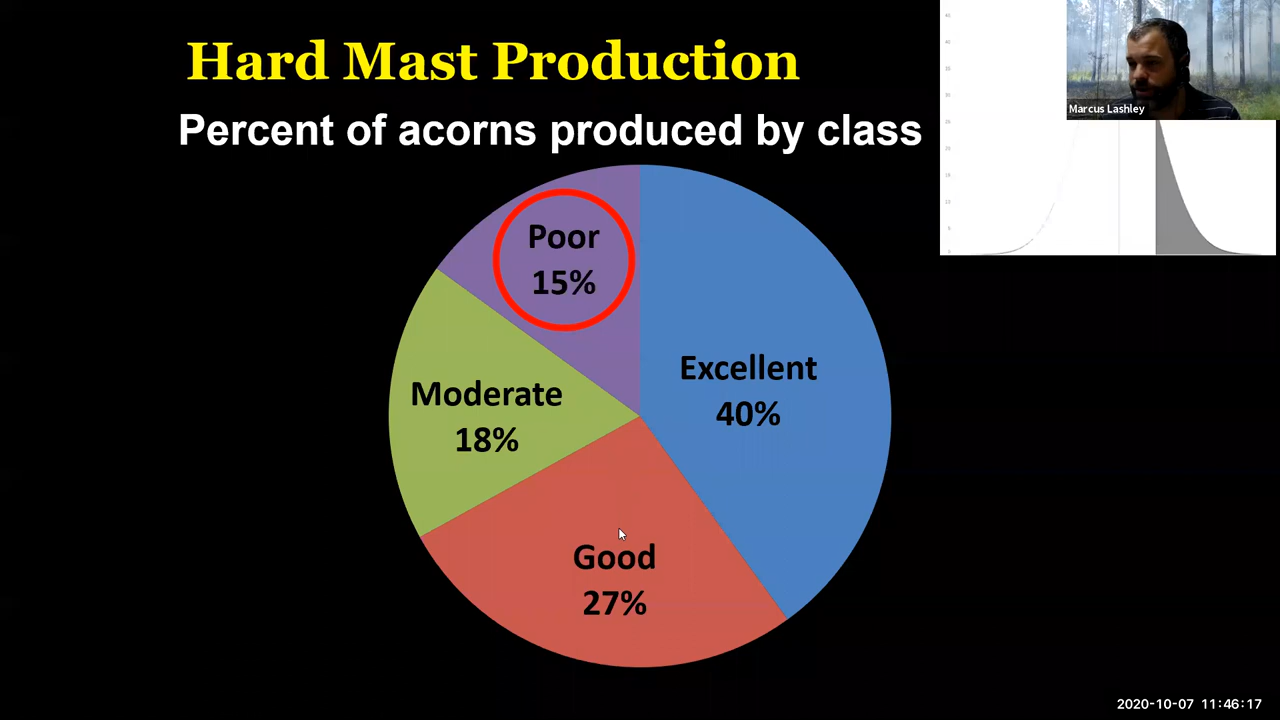 Hard Mast Production
Percent of acorns produced by class
Marcus Lashley
Poor
15%
Excellent
40%
Moderate
18%
Good
27%
2020-10-07 11:46:17